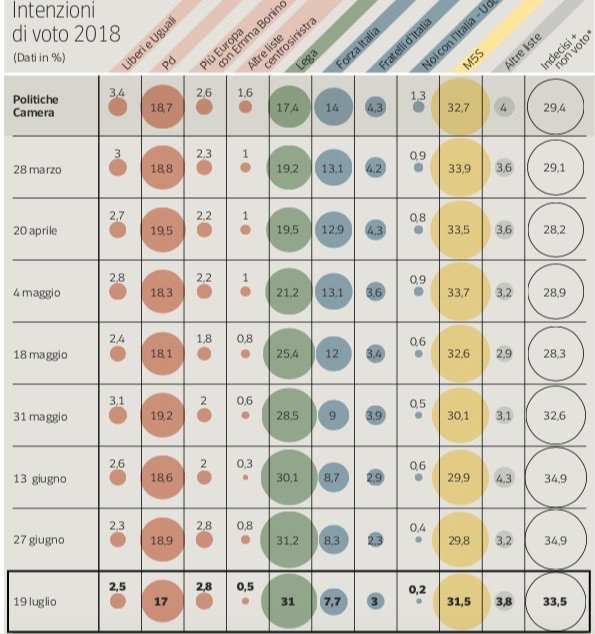 Intenzioni
di voto 2018
(Dati in %)
Liberi e Uguali
Pd
Più Europa
con Emma Bonino
Altre liste
centrosinistra
Lega
Forza Italia
Fratelli d'Italia
Noi con l'Italia - Udc
M5S
Altre liste
Indecisi +
non voto*
Politiche
Camera
3,4 18,7 2,6 1,6 17,4 14 4,3 1,3 32,7 4 29,4
28 marzo 3 18,8 2,3 1 19,2 13,1 4,2 0,9 33,9 3,6 29,1
20 aprile 2,7 19,5 2,2 1 19,5 12,9 4,3 0,8 33,5 3,6 28,2
4 maggio 2,8 18,3 2,2 1 21,2 13,1 3,6 0,9 33,7 3,2 28,9
18 maggio 2,4 18,1 1,8 0,8 25,4 12 3,4 0,6 32,6 2,9 28,3
31 maggio 3,1 19,2 2 0,6 28,5 9 3,9 0,5 30,1 3,1 32,6
13 giugno 2,6 18,6 2 0,3 30,1 8,7 2,9 0,6 29,9 4,3 34,9
27 giugno 2,3 18,9 2,8 0,8 31,2 8,3 2,3 0,4 29,8 3,2 34,9
19 luglio 2,5 17 2,8 0,5 31 7,7 3 0,2 31,5 3,8 33,5